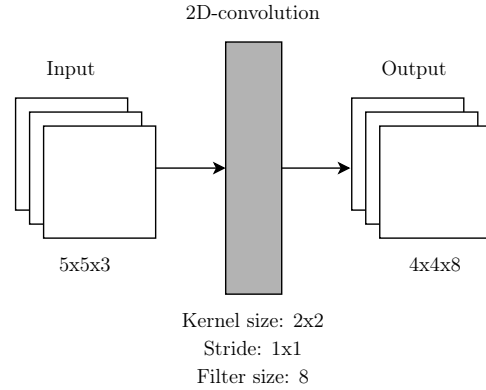 2D-convolution
Input
Output
5x5x3
4x4x8
Kernel size: 2x2
Stride: 1x1
Filter size: 8